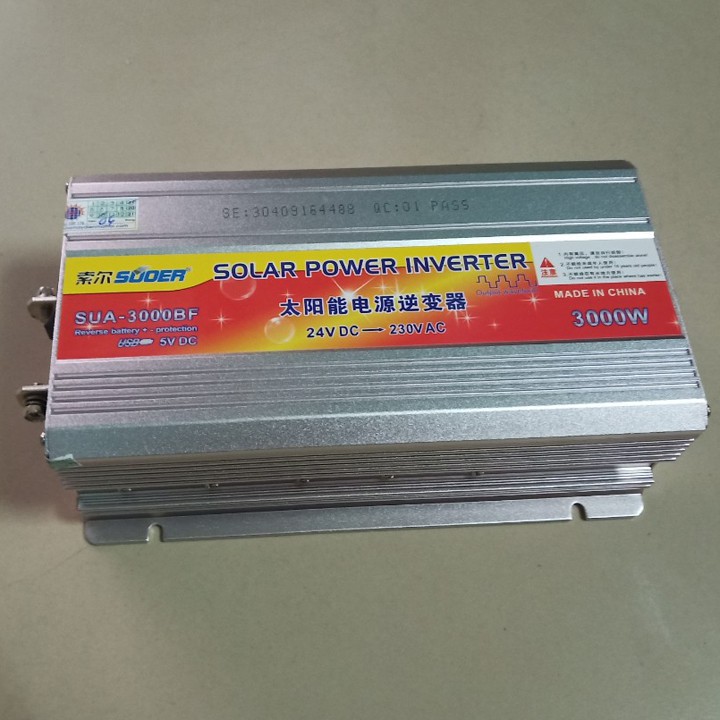 SE:30409164488 QC:01 PASS
索尔 SUOER
SOLAR POWER INVERTER
SUA-3000BF
太阳能电源逆变器
Reverse battery + - protection
24V DC → 230V AC
USB 5V DC
注意
MADE IN CHINA
3000W